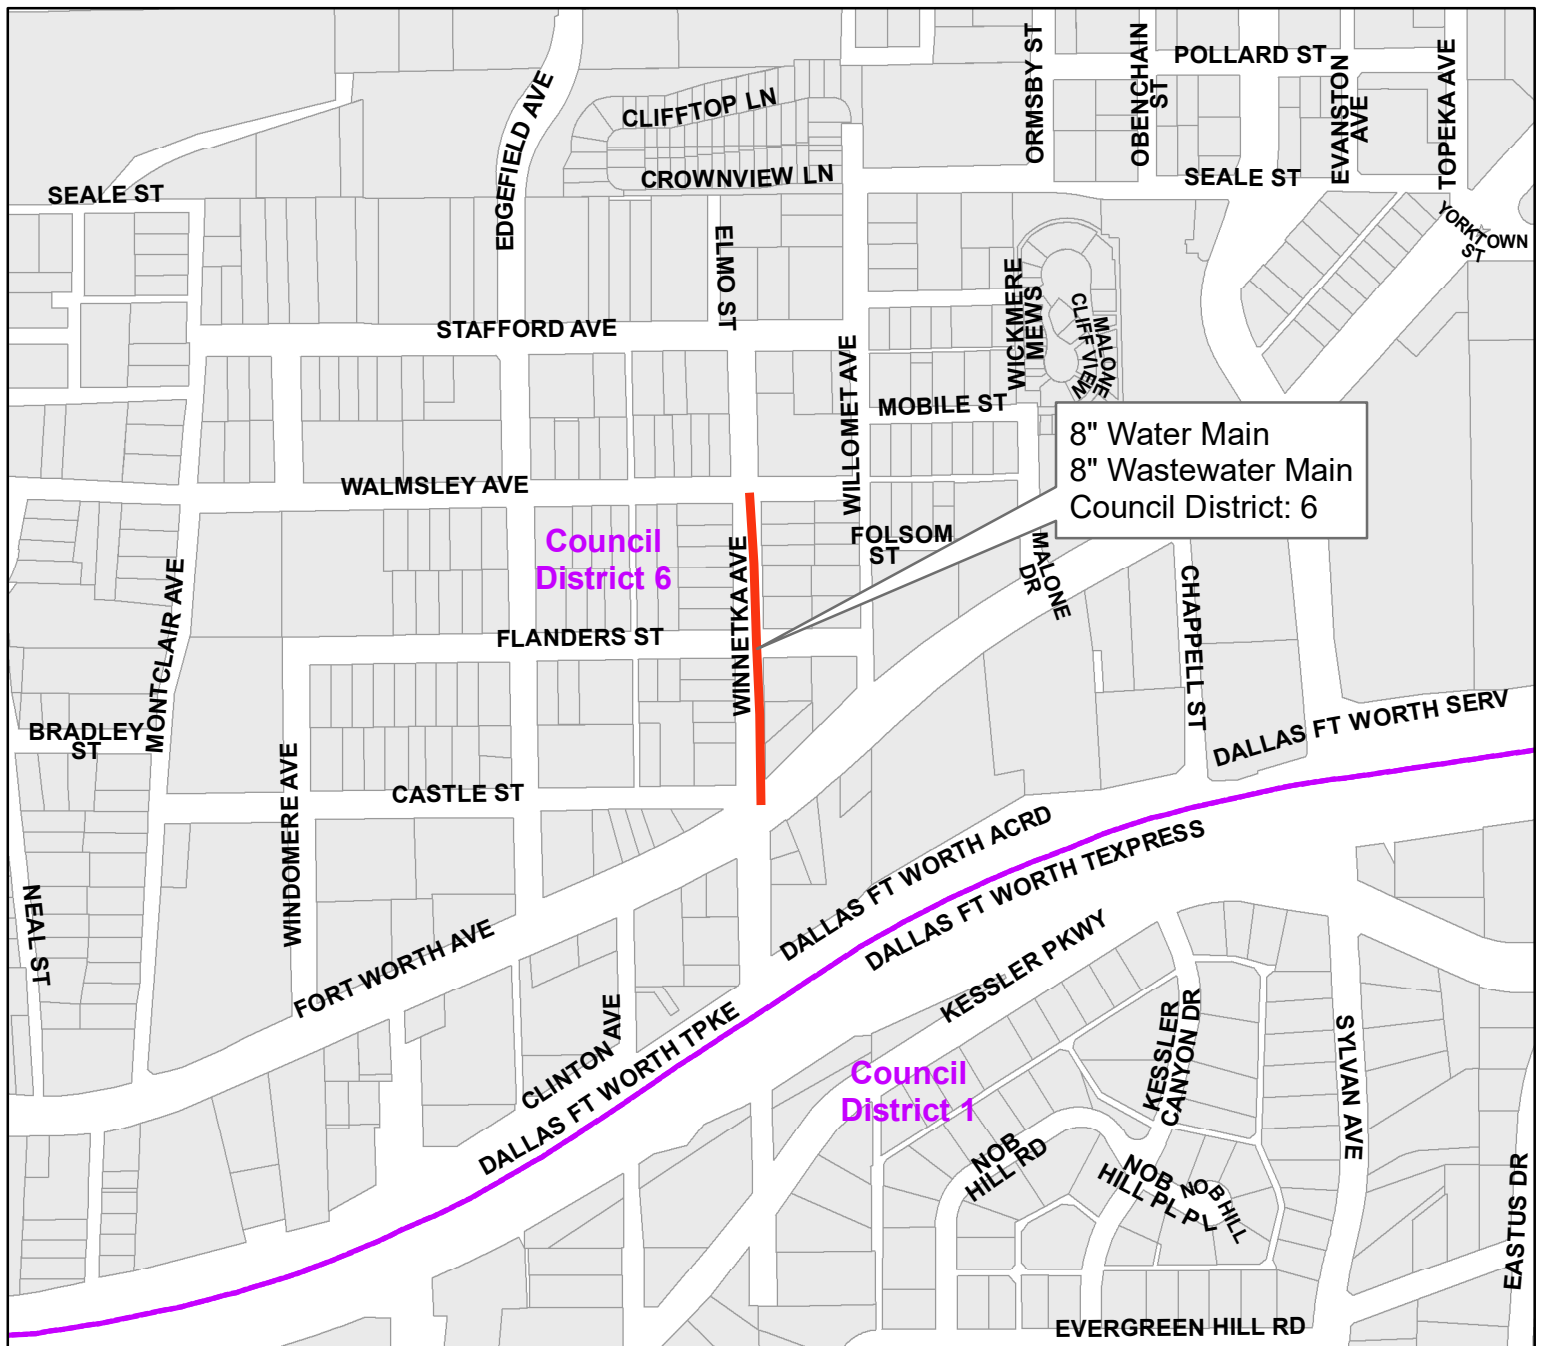 ORMSBY ST
OBENCHAIN
ST
POLLARD ST
EVANSTON
AVE
TOPEKA AVE
EDGEFIELD AVE
CLIFFTOP LN
CROWNVIEW LN
SEALE ST
SEALE ST
YORKTOWN
ST
ELMO ST
STAFFORD AVE
WICKMERE
MEWS
CLIFF VIEW
MALONE
WILLOMET AVE
MOBILE ST
8" Water Main
8" Wastewater Main
Council District: 6
WALMSLEY AVE
Council
District 6
FOLSOM
ST
MALONE
DR
WINNETKA AVE
CHAPPELL ST
MONTCLAIR AVE
FLANDERS ST
BRADLEY
ST
DALLAS FT WORTH SERV
WINDOMERE AVE
CASTLE ST
DALLAS FT WORTH ACRD
DALLAS FT WORTH TEXPRESS
NEAL ST
FORT WORTH AVE
KESSLER PKWY
CLINTON AVE
DALLAS FT WORTH TPKE
KESSLER
CANYON DR
SYLVAN AVE
Council
District 1
NOB
HILL RD
NOB
HILL PL
NOB HILL
PL
EASTUS DR
EVERGREEN HILL RD